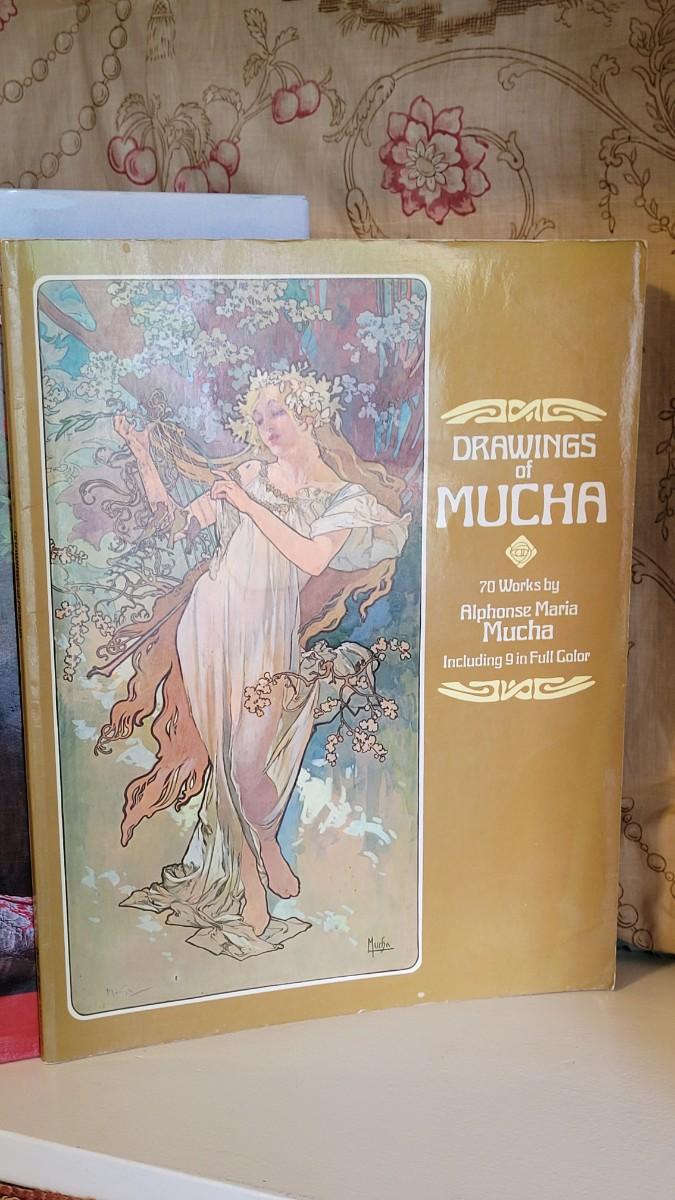 DRAWINGS
of
MUCHA
70 Works by
Alphonse Maria
Mucha
Including 9 in Full Color
Mucha